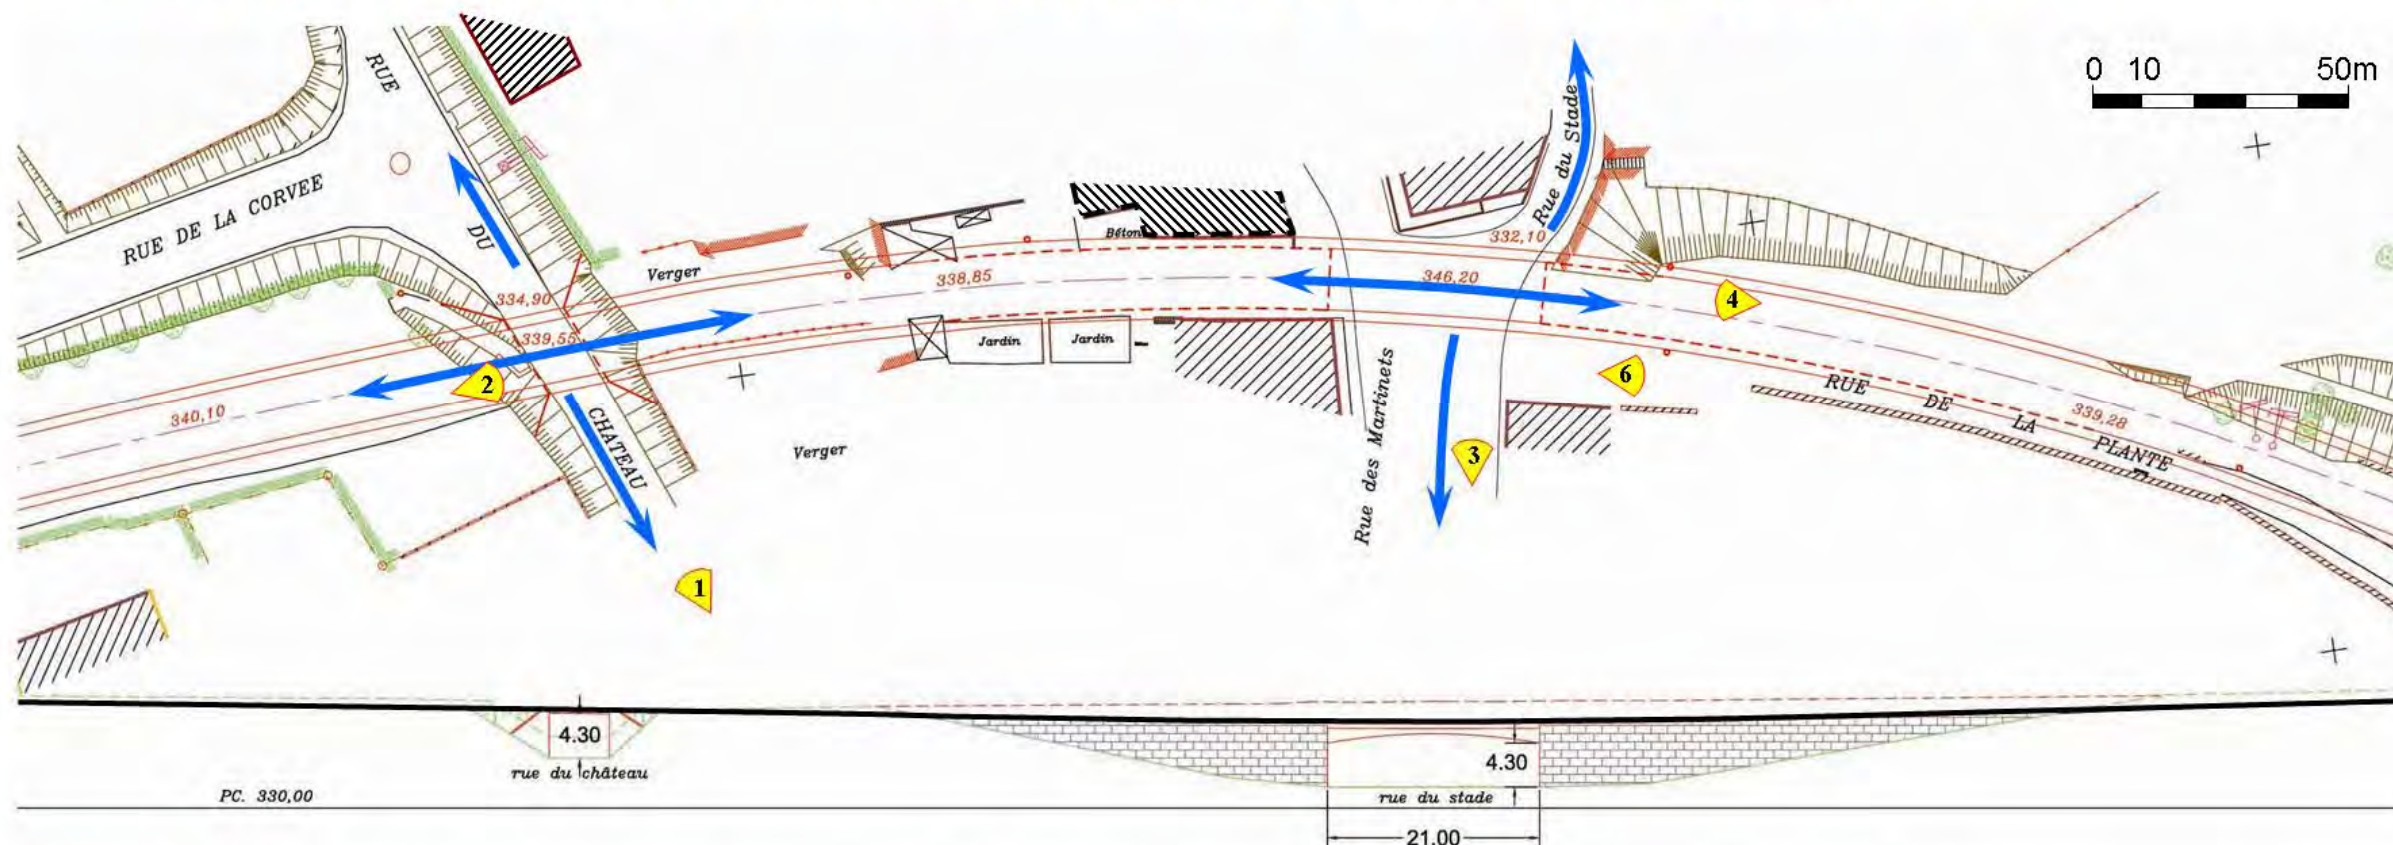 0 10 50m
RUE
DU
CHATEAU
RUE DE LA CORVEE
334,90
339,55
340,10
2
1
Verger
Verger
338,85
Béton
Jardin
Jardin
Rue du Stade
332,10
346,20
Rue des Martinets
4
6
3
RUE DE LA PLANTE
339,28
4.30
rue du château
4.30
rue du stade
PC. 330,00
21.00